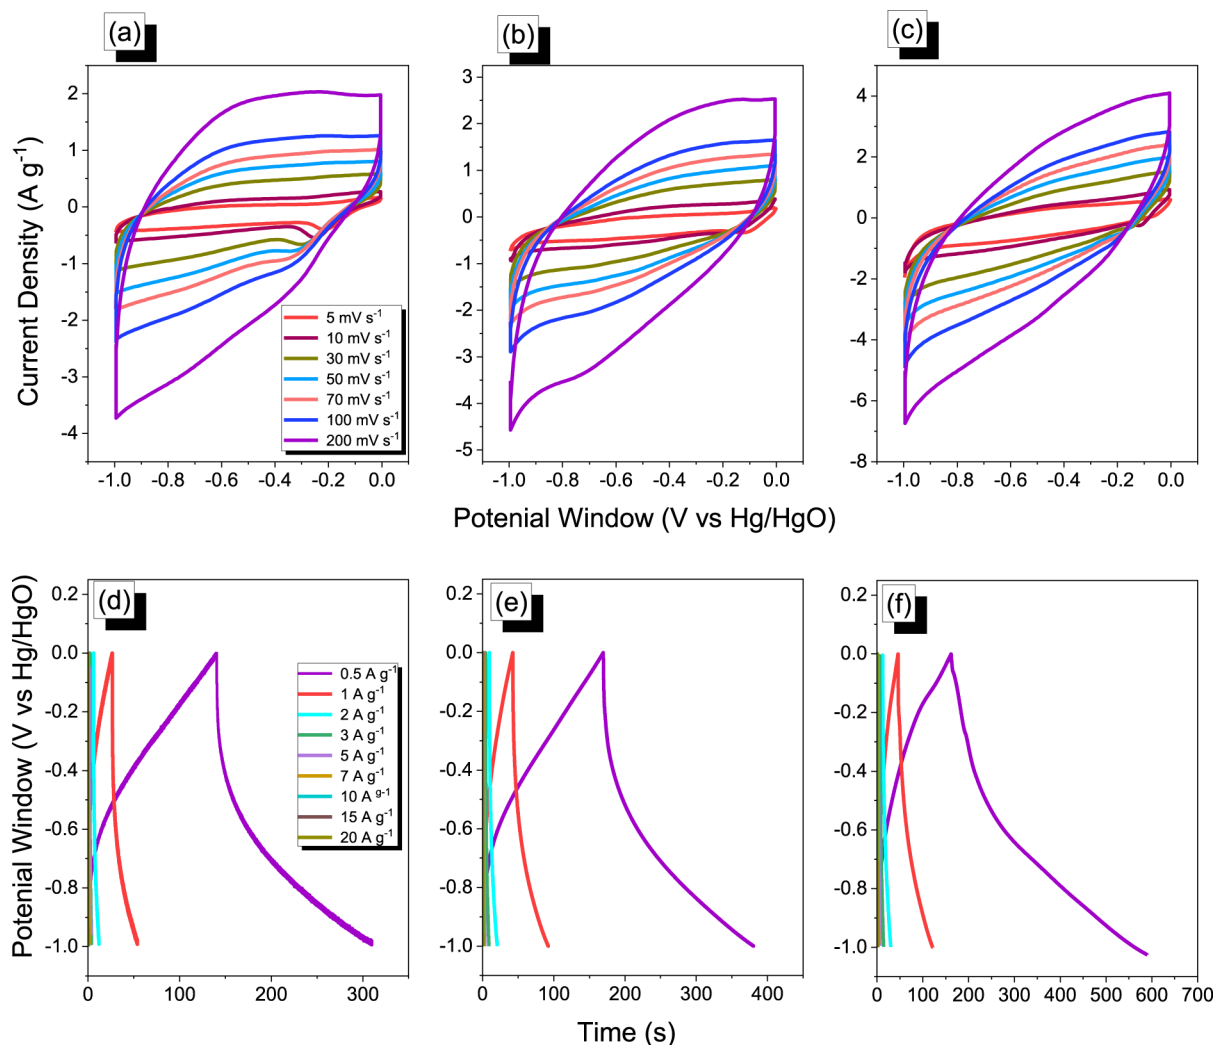 (a)
(b)
(c)
2
1
0
-1
-2
-3
-4
3
2
1
0
-1
-2
-3
-4
-5
4
2
0
-2
-4
-6
-8
Current Density (A g⁻¹)
5 mV s⁻¹
10 mV s⁻¹
30 mV s⁻¹
50 mV s⁻¹
70 mV s⁻¹
100 mV s⁻¹
200 mV s⁻¹
-1.0 -0.8 -0.6 -0.4 -0.2 0.0
-1.0 -0.8 -0.6 -0.4 -0.2 0.0
-1.0 -0.8 -0.6 -0.4 -0.2 0.0
Potenial Window (V vs Hg/HgO)
(d)
(e)
(f)
0.2
0.0
-0.2
-0.4
-0.6
-0.8
-1.0
0.2
0.0
-0.2
-0.4
-0.6
-0.8
-1.0
0.2
0.0
-0.2
-0.4
-0.6
-0.8
-1.0
Potenial Window (V vs Hg/HgO)
0.5 A g⁻¹
1 A g⁻¹
2 A g⁻¹
3 A g⁻¹
5 A g⁻¹
7 A g⁻¹
10 A ᵍ⁻¹
15 A g⁻¹
20 A g⁻¹
0 100 200 300
0 100 200 300 400
0 100 200 300 400 500 600 700
Time (s)